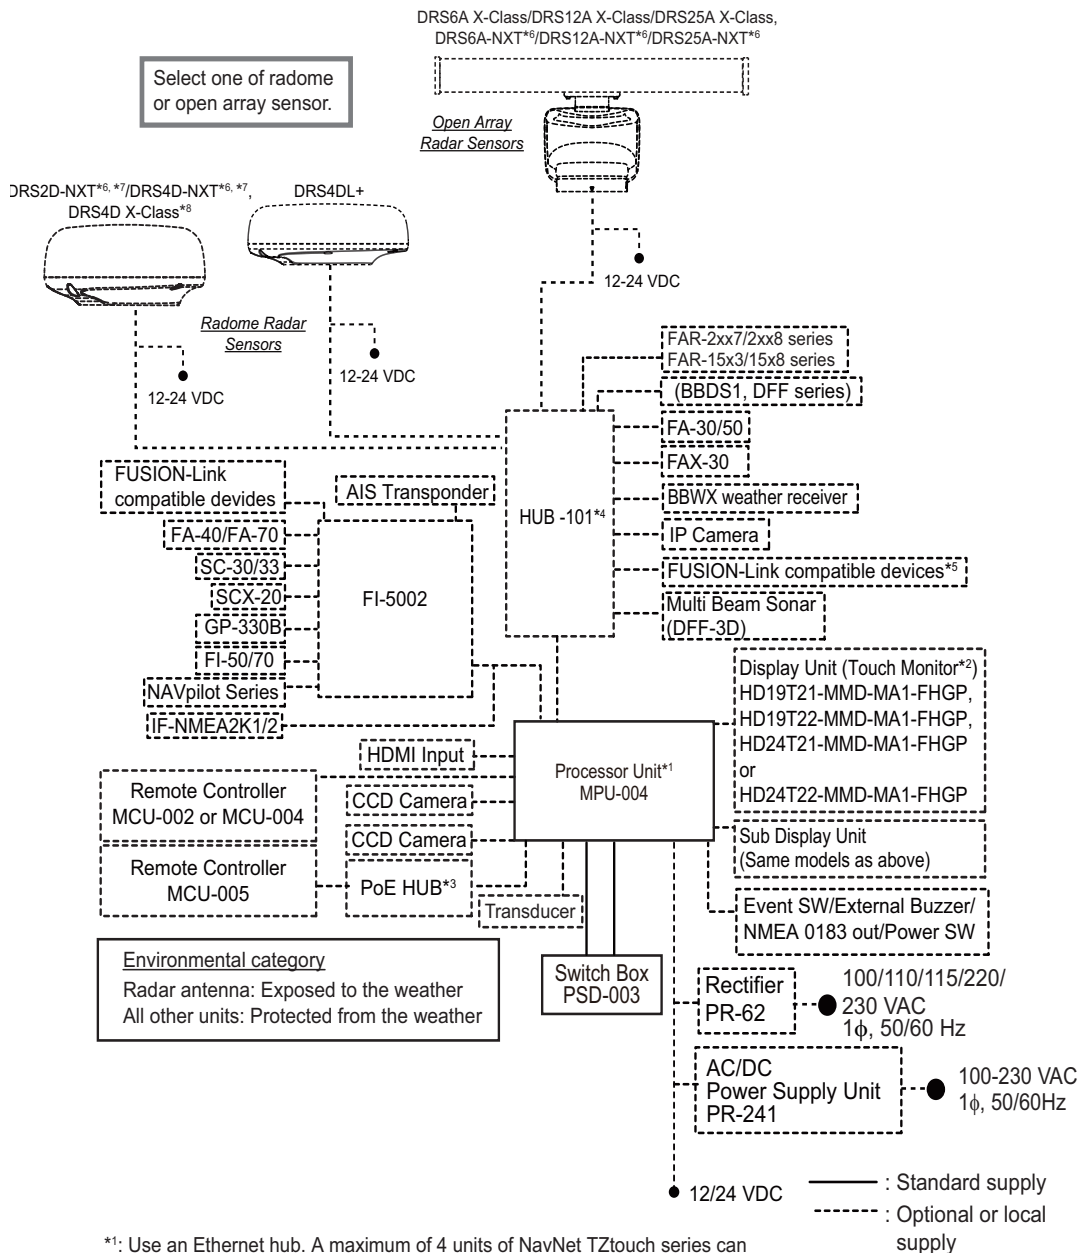 DRS6A X-Class/DRS12A X-Class/DRS25A X-Class,
DRS6A-NXT*6/DRS12A-NXT*6/DRS25A-NXT*6
Select one of radome
or open array sensor.
Open Array
Radar Sensors
DRS2D-NXT*6, *7/DRS4D-NXT*6, *7,
DRS4D X-Class*8
DRS4DL+
12-24 VDC
Radome Radar
Sensors
12-24 VDC
12-24 VDC
FAR-2xx7/2xx8 series
FAR-15x3/15x8 series
(BBDS1, DFF series)
FA-30/50
FAX-30
BBWX weather receiver
IP Camera
FUSION-Link compatible devices*5
Multi Beam Sonar
(DFF-3D)
HUB -101*4
FUSION-Link
compatible devides
AIS Transponder
FA-40/FA-70
SC-30/33
SCX-20
GP-330B
FI-50/70
NAVpilot Series
IF-NMEA2K1/2
FI-5002
Display Unit (Touch Monitor*2)
HD19T21-MMD-MA1-FHGP,
HD19T22-MMD-MA1-FHGP,
HD24T21-MMD-MA1-FHGP
or
HD24T22-MMD-MA1-FHGP
HDMI Input
Processor Unit*1
MPU-004
Remote Controller
MCU-002 or MCU-004
CCD Camera
CCD Camera
Sub Display Unit
(Same models as above)
Remote Controller
MCU-005
PoE HUB*3
Transducer
Event SW/External Buzzer/
NMEA 0183 out/Power SW
Environmental category
Radar antenna: Exposed to the weather
All other units: Protected from the weather
Switch Box
PSD-003
Rectifier
PR-62
100/110/115/220/
230 VAC
1ϕ, 50/60 Hz
AC/DC
Power Supply Unit
PR-241
100-230 VAC
1ϕ, 50/60Hz
12/24 VDC
: Standard supply
: Optional or local
supply
*1: Use an Ethernet hub. A maximum of 4 units of NavNet TZtouch series can